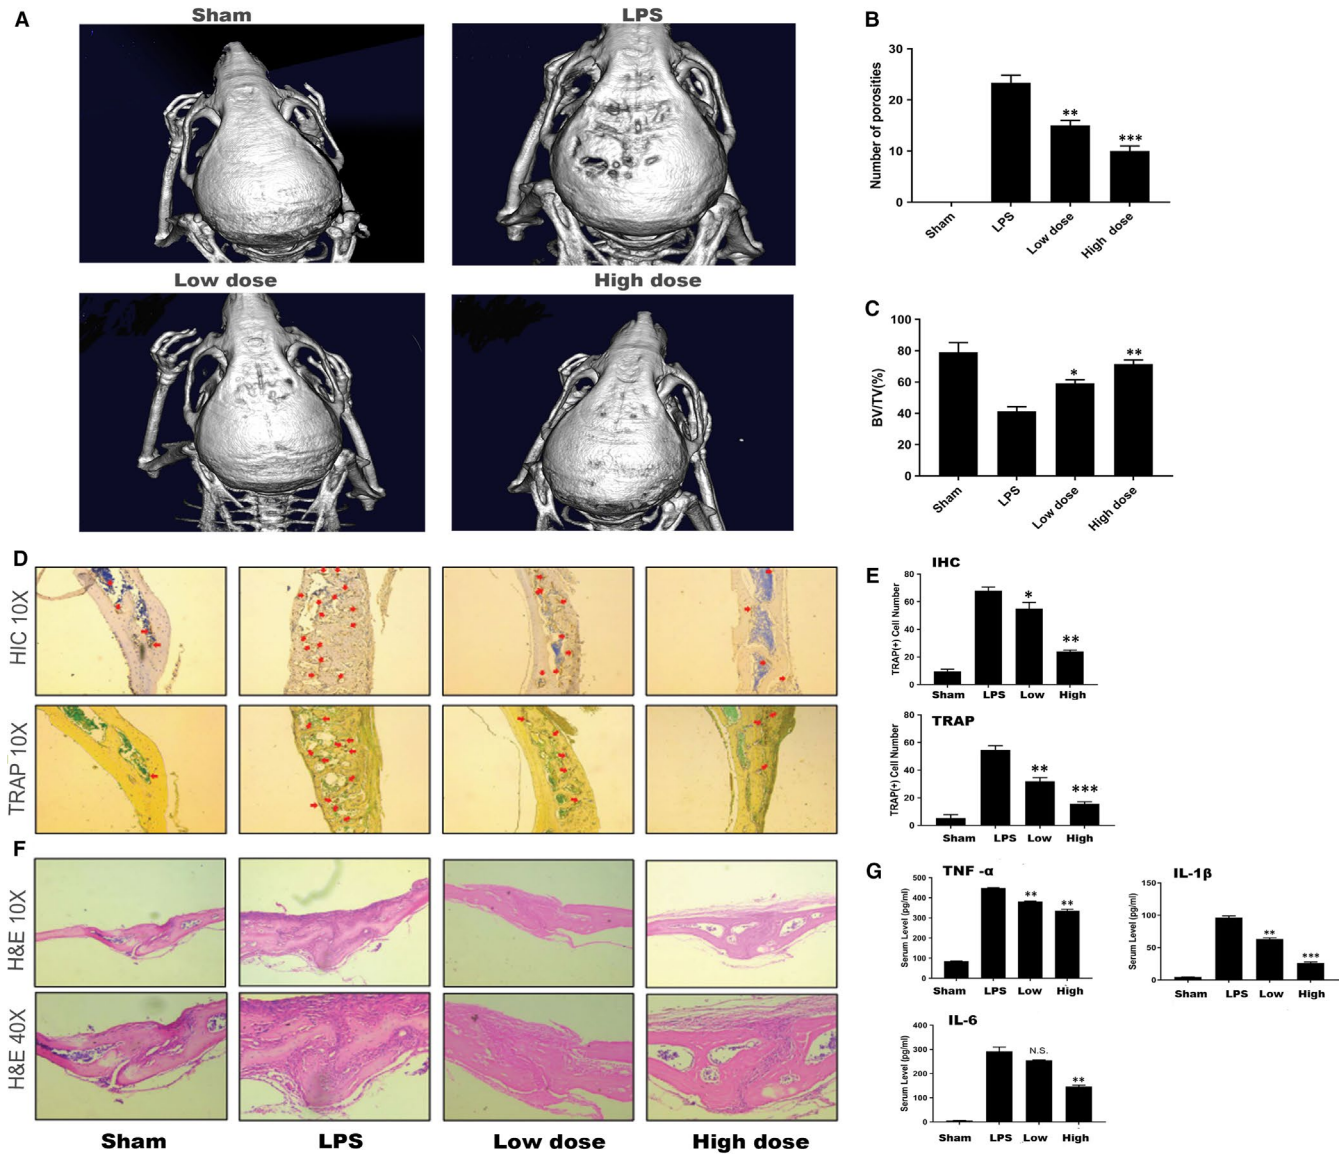 A
Sham
LPS
Low dose
High dose
B
Number of porosities
30
20
10
0
**
***
Sham
LPS
Low dose
High dose
C
BV/TV(%)
100
80
60
40
20
0
*
**
Sham
LPS
Low dose
High dose
D
HIC 10X
TRAP 10X
E
IHC
TRAP(+) Cell Number
80
60
40
20
0
*
**
Sham
LPS
Low
High
TRAP
TRAP(+) Cell Number
80
60
40
20
0
**
***
Sham
LPS
Low
High
F
H&E 10X
H&E 40X
Sham
LPS
Low dose
High dose
G
TNF -α
Serum Level (pg/ml)
500
400
300
200
100
0
**
**
Sham
LPS
Low
High
IL-1β
Serum Level (pg/ml)
150
100
50
0
**
***
Sham
LPS
Low
High
IL-6
Serum Level (pg/ml)
400
300
200
100
0
N.S.
**
Sham
LPS
Low
High